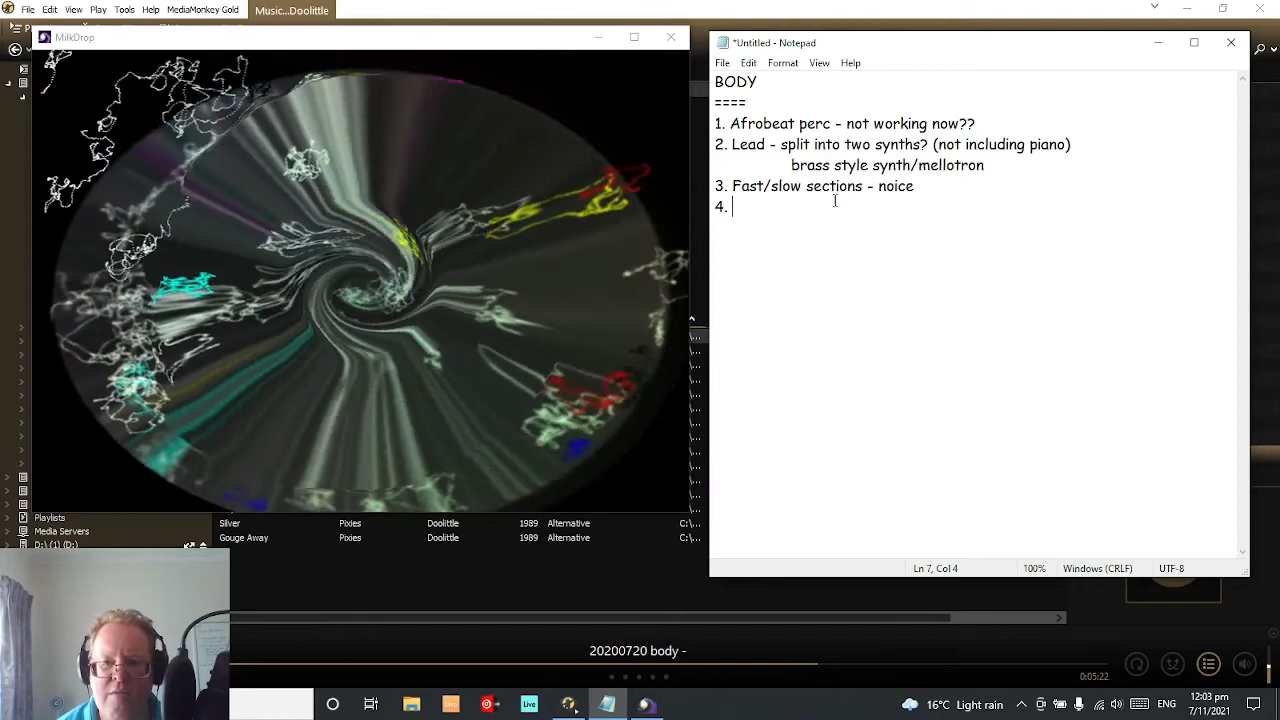 File Edit View Play Tools Help MediaMonkey Gold Music...Doolittle
MilkDrop
*Untitled - Notepad
File Edit Format View Help
BODY
====
1. Afrobeat perc - not working now??
2. Lead - split into two synths? (not including piano)
brass style synth/mellotron
3. Fast/slow sections - noice
4.
Playlists
Silver Pixies Doolittle 1989 Alternative C:\...
Media Servers
Gouge Away Pixies Doolittle 1989 Alternative C:\...
D:\ (1) (D:)
Ln 7, Col 4 100% Windows (CRLF) UTF-8
20200720 body -
0:05:22
Live Live 16°C Light rain 12:03 pm
7/11/2021